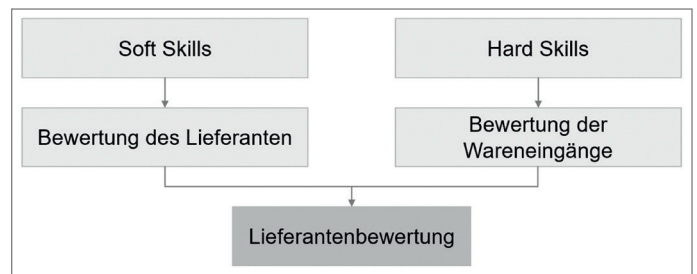 Soft Skills
Hard Skills
Bewertung des Lieferanten
Bewertung der
Wareneingänge
Lieferantenbewertung